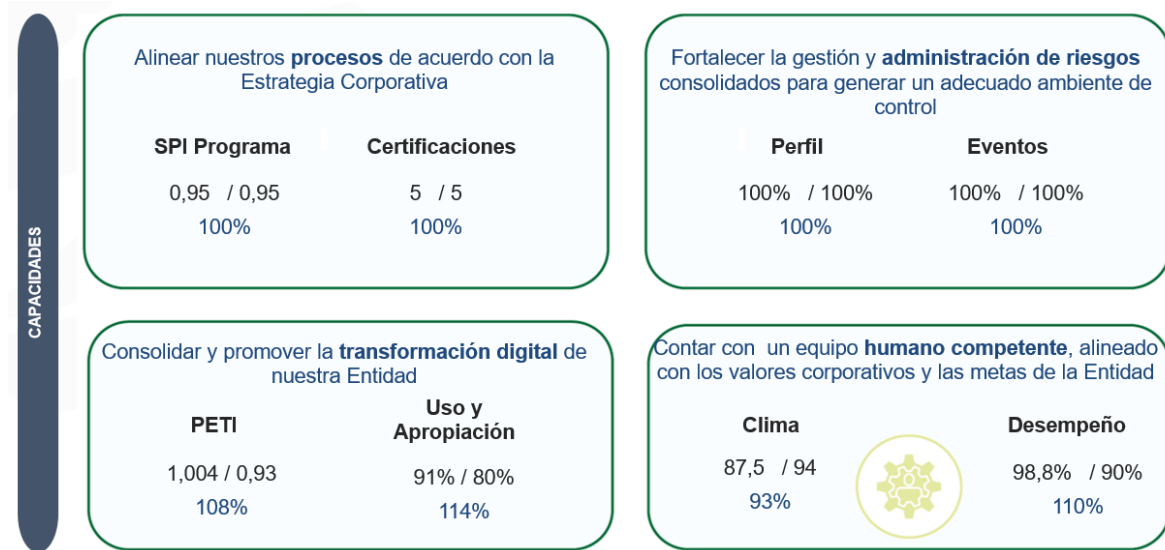 CAPACIDADES
Alinear nuestros procesos de acuerdo con la
Estrategia Corporativa
SPI Programa
Certificaciones
0,95 / 0,95
5 / 5
100%
100%
Fortalecer la gestión y administración de riesgos
consolidados para generar un adecuado ambiente de
control
Perfil
Eventos
100% / 100%
100% / 100%
100%
100%
Consolidar y promover la transformación digital de
nuestra Entidad
PETI
Uso y
Apropiación
1,004 / 0,93
91% / 80%
108%
114%
Contar con un equipo humano competente, alineado
con los valores corporativos y las metas de la Entidad
Clima
Desempeño
87,5 / 94
98,8% / 90%
93%
110%